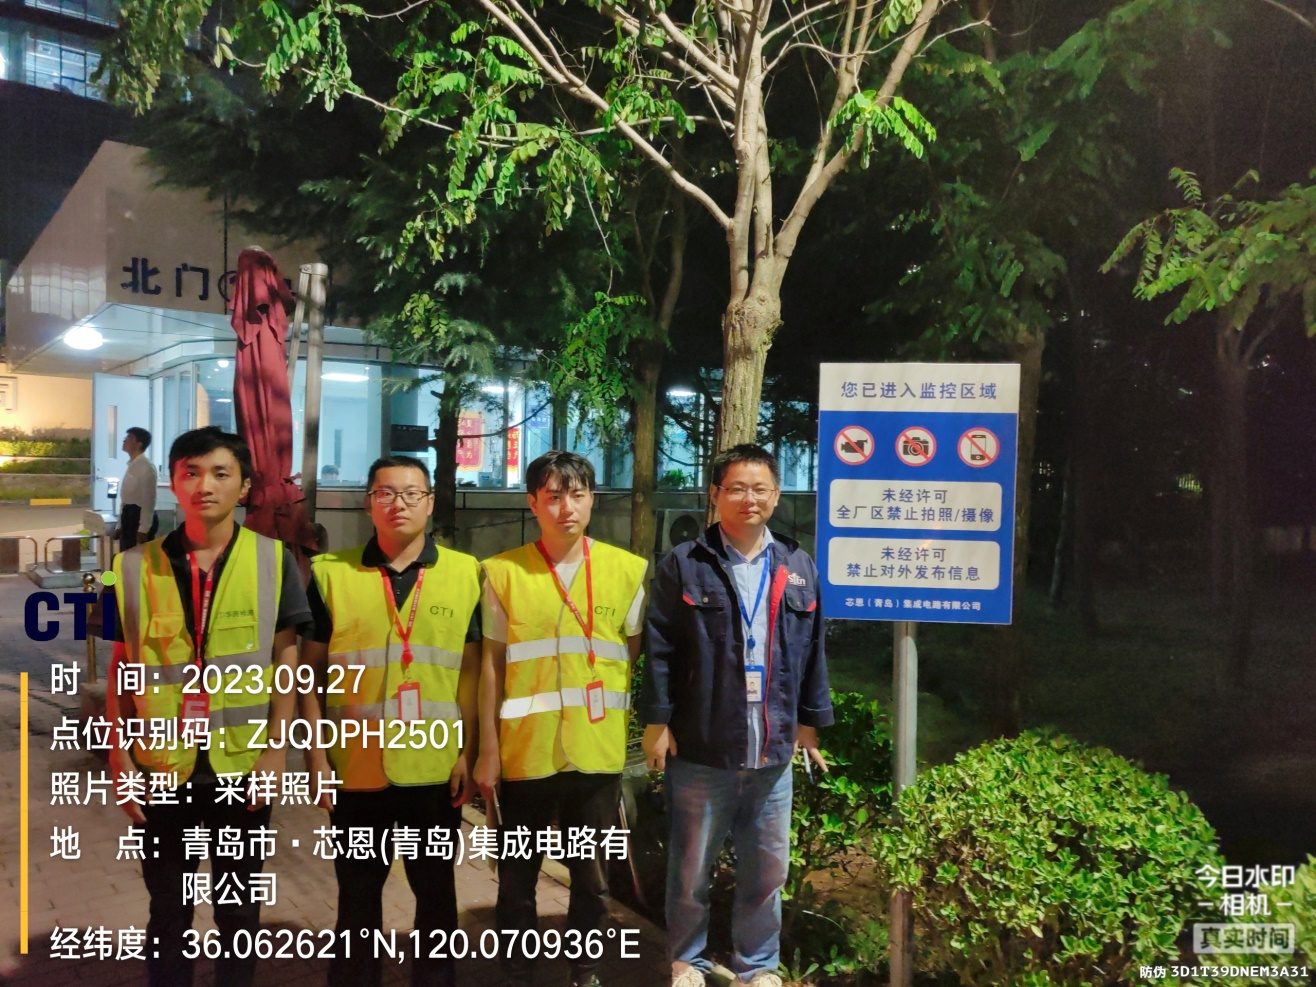 北门
您已进入监控区域
未经许可
全厂区禁止拍照/摄像
未经许可
禁止对外发布信息
芯恩（青岛）集成电路有限公司
CTI
CTI
CTI
时 间：2023.09.27
点位识别码：ZJQDPH2501
照片类型：采样照片
地 点：青岛市·芯恩(青岛)集成电路有
限公司
经纬度：36.062621°N,120.070936°E
今日水印
相机
真实时间
防伪 3D1T39DNEM3A31